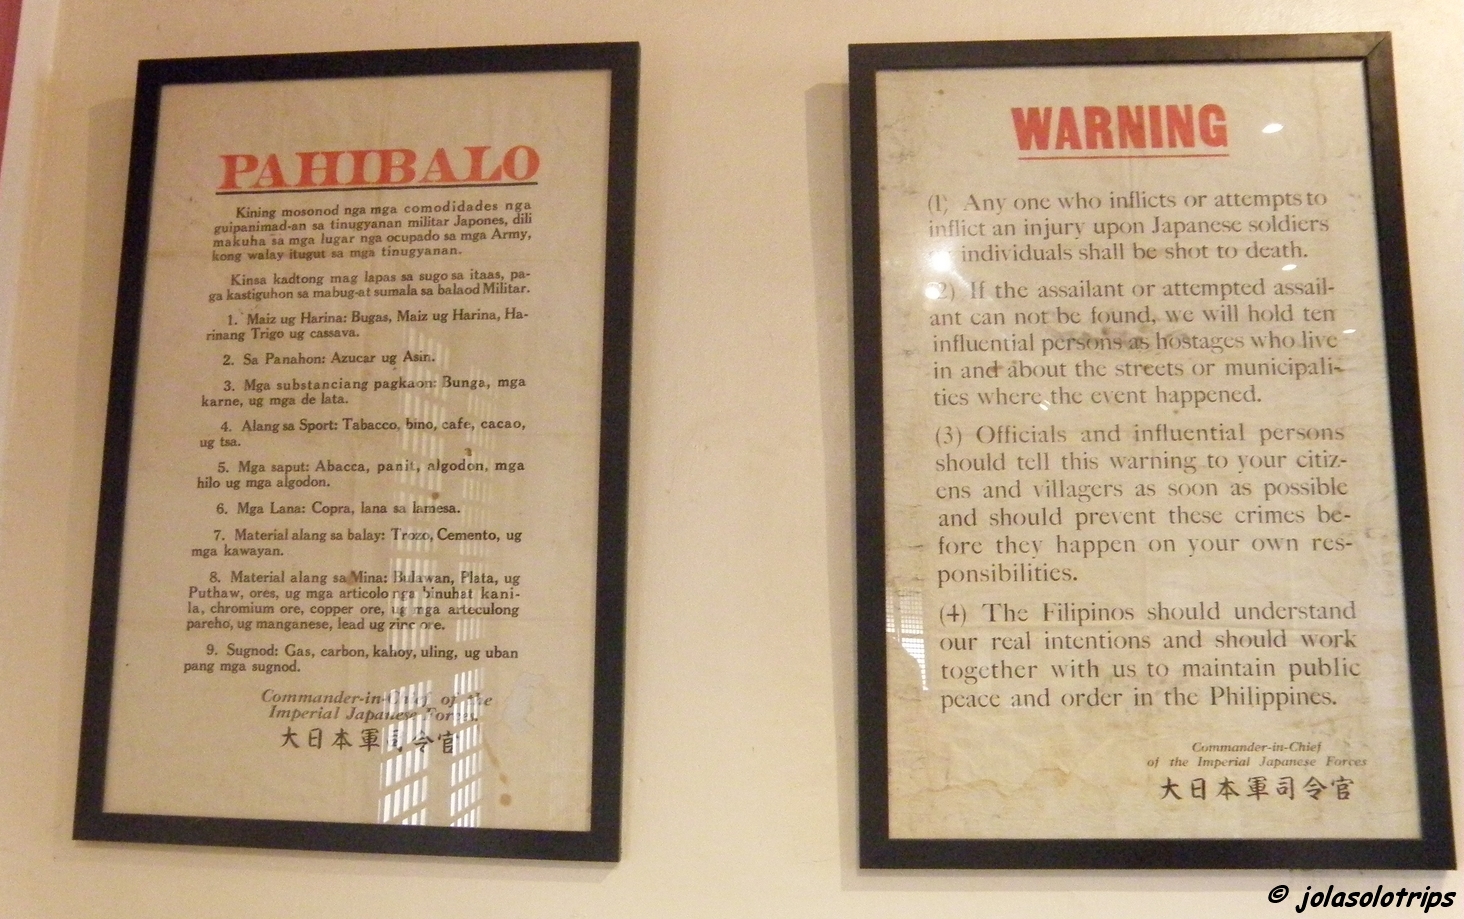 PAHIBALO
Kining mosonod nga mga comodidades nga
guipanimad-an sa tinugyanan militar Japones, dili
makuha sa mga lugar nga ocupado sa mga Army,
kong walay itugut sa mga tinugyanan.
Kinsa kadtong mag lapas sa sugo sa itaas, pa-
ga kastiguhon sa mabug-at sumala sa balaod Militar.
1. Maiz ug Harina: Bugas, Maiz ug Harina, Ha-
rinang Trigo ug cassava.
2. Sa Panahon: Azucar ug Asin.
3. Mga substanciang pagkaon: Bunga, mga
karne, ug mga de lata.
4. Alang sa Sport: Tabacco, bino, cafe, cacao,
ug tsa.
5. Mga saput: Abacca, panit, algodon, mga
hilo ug mga algodon.
6. Mga Lana: Copra, lana sa lamesa.
7. Material alang sa balay: Trozo, Cemento, ug
mga kawayan.
8. Material alang sa Mina: Bulawan, Plata, ug
Puthaw, ores, ug mga articolo nga binuhat kani-
la, chromium ore, copper ore, ug mga arteculong
pareho, ug manganese, lead ug zinc ore.
9. Sugnod: Gas, carbon, kahoy, uling, ug uban
pang mga sugnod.
Commander-in-Chief of the
Imperial Japanese Forces.
大日本軍司令官
WARNING
(1) Any one who inflicts or attempts to
inflict an injury upon Japanese soldiers
individuals shall be shot to death.
(2) If the assailant or attempted assail-
ant can not be found, we will hold ten
influential persons as hostages who live
in and about the streets or municipali-
ties where the event happened.
(3) Officials and influential persons
should tell this warning to your citiz-
ens and villagers as soon as possible
and should prevent these crimes be-
fore they happen on your own res-
ponsibilities.
(4) The Filipinos should understand
our real intentions and should work
together with us to maintain public
peace and order in the Philippines.
Commander-in-Chief
of the Imperial Japanese Forces
大日本軍司令官
© jolasolotrips